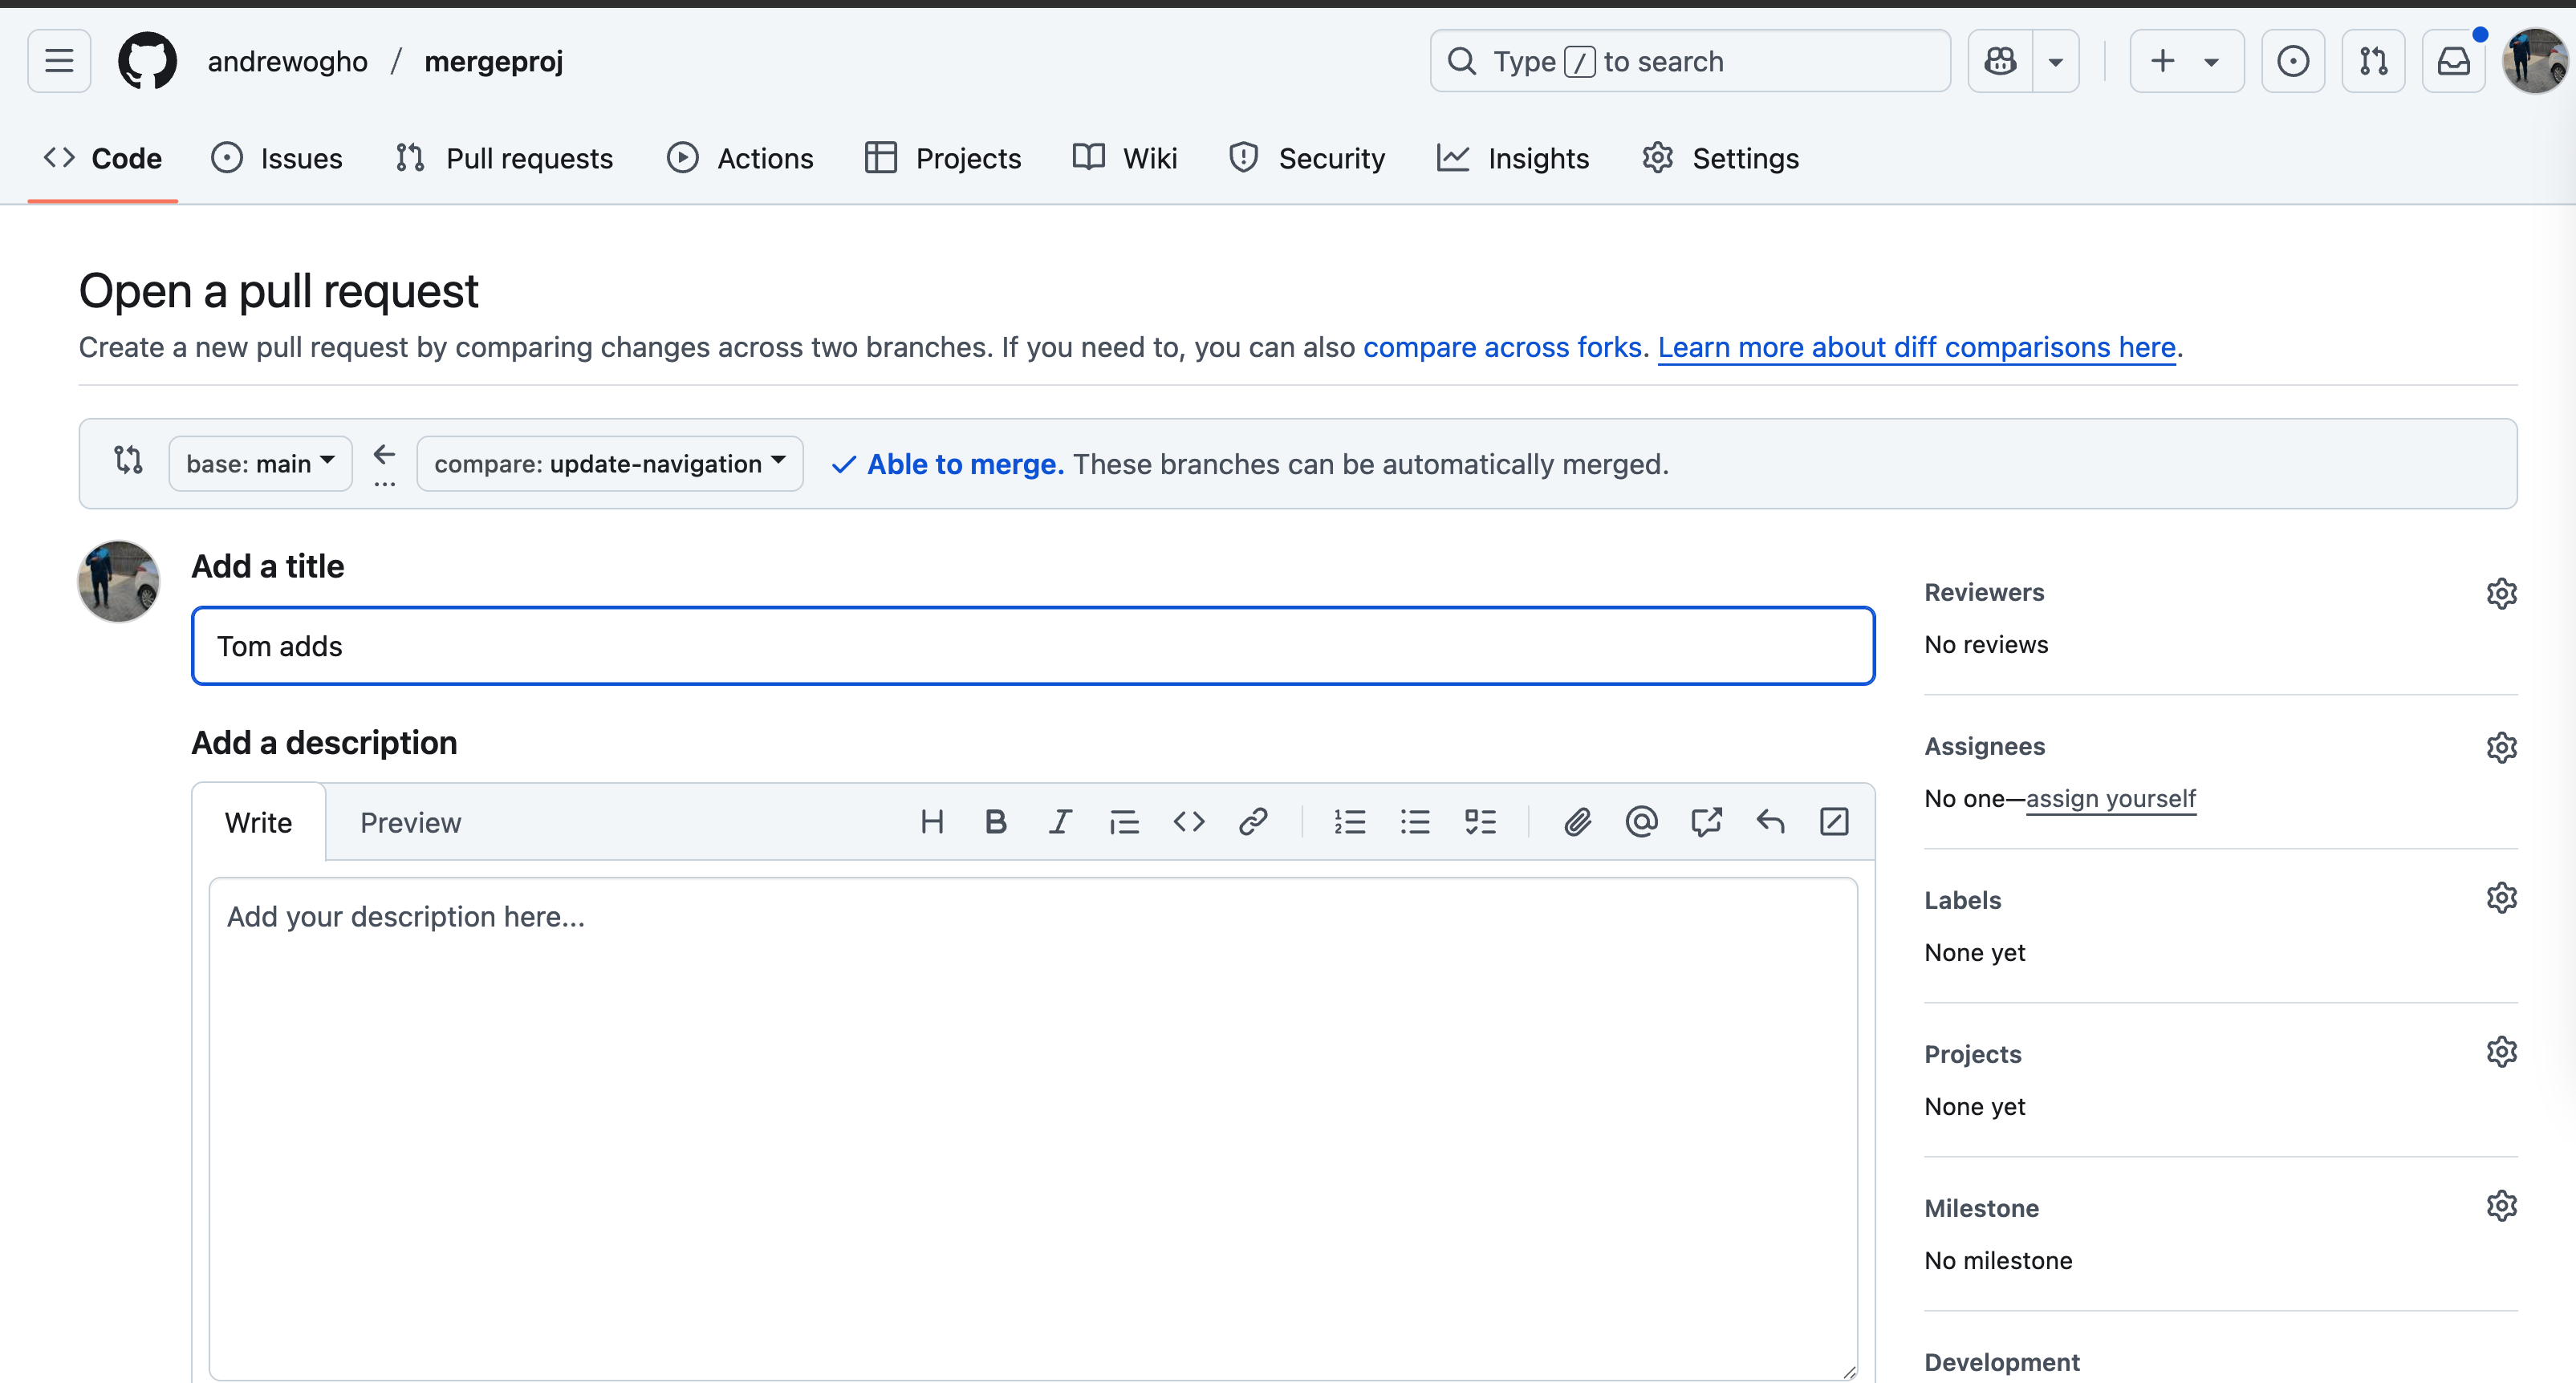 andrewogho / mergeproj
Type / to search
Code Issues Pull requests Actions Projects Wiki Security Insights Settings
Open a pull request
Create a new pull request by comparing changes across two branches. If you need to, you can also compare across forks. Learn more about diff comparisons here.
base: main ← ... compare: update-navigation Able to merge. These branches can be automatically merged.
Add a title
Tom adds
Add a description
Write Preview
Add your description here...
Reviewers
No reviews
Assignees
No one—assign yourself
Labels
None yet
Projects
None yet
Milestone
No milestone
Development